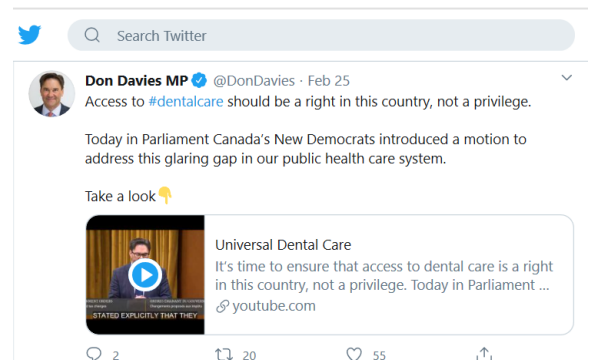 Search Twitter
Don Davies MP @DonDavies · Feb 25
Access to #dentalcare should be a right in this country, not a privilege.
Today in Parliament Canada's New Democrats introduced a motion to
address this glaring gap in our public health care system.
Take a look👇
STATED EXPLICITLY THAT THEY
Universal Dental Care
It's time to ensure that access to dental care is a right
in this country, not a privilege. Today in Parliament ...
youtube.com
2 20 55